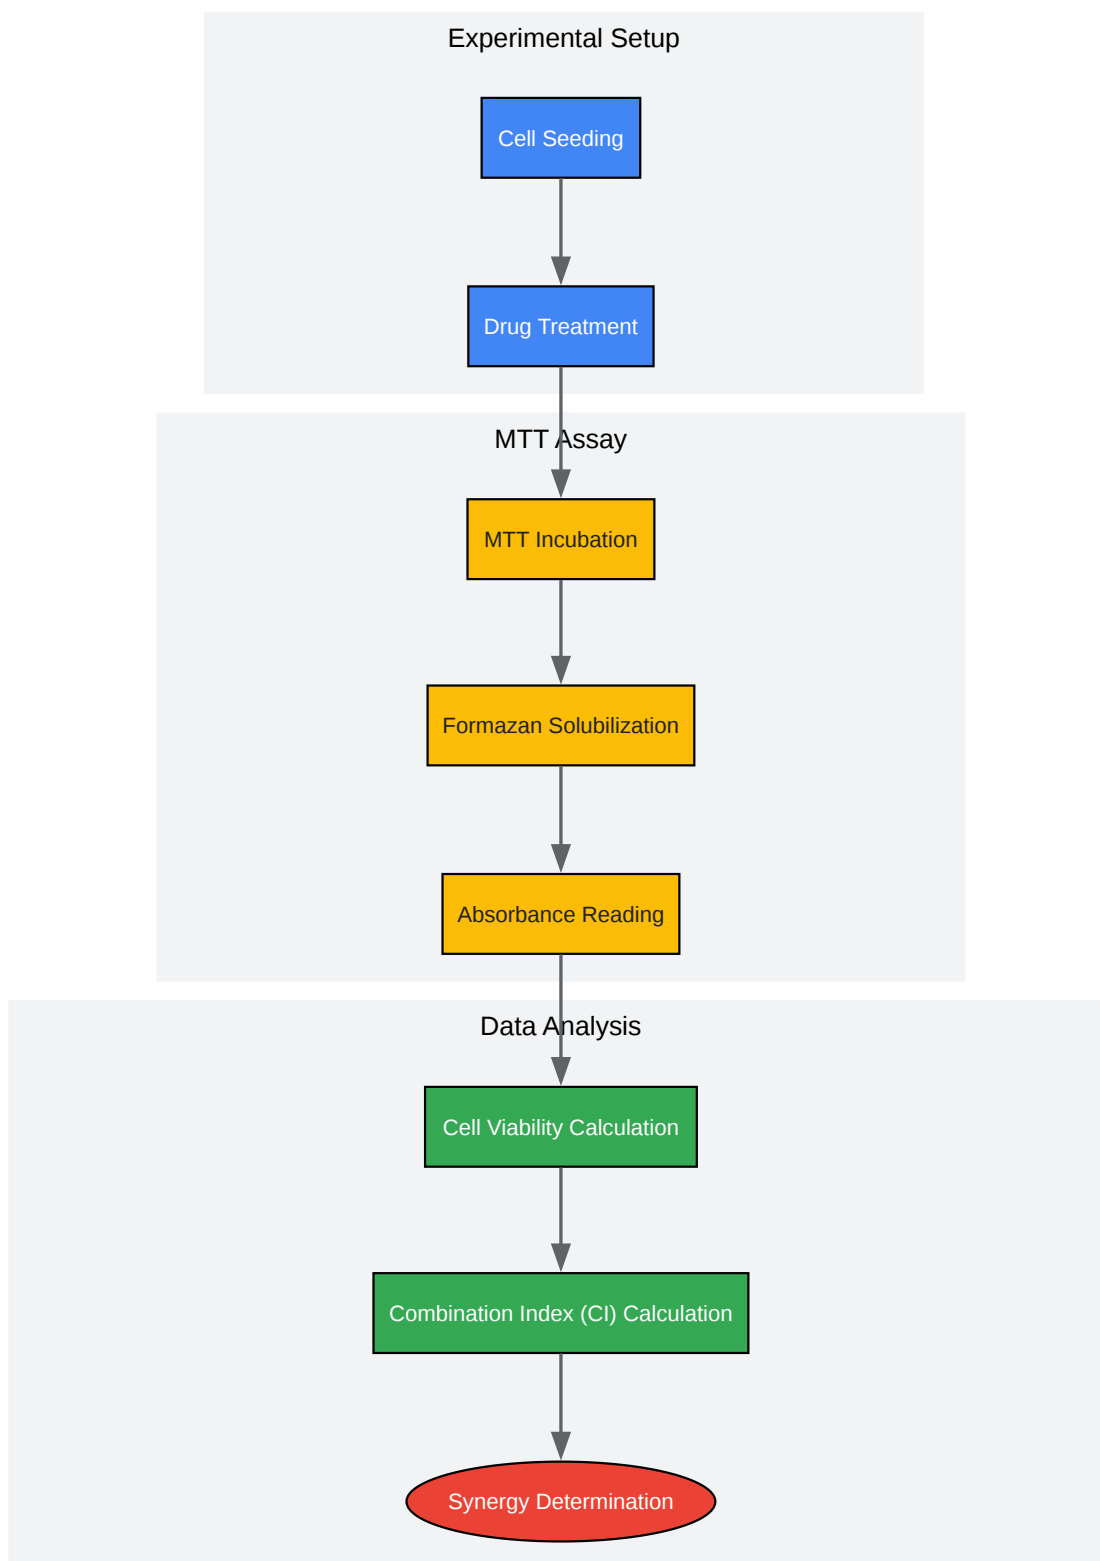 Experimental Setup
Cell Seeding
Drug Treatment
MTT Assay
MTT Incubation
Formazan Solubilization
Absorbance Reading
Data Analysis
Cell Viability Calculation
Combination Index (CI) Calculation
Synergy Determination